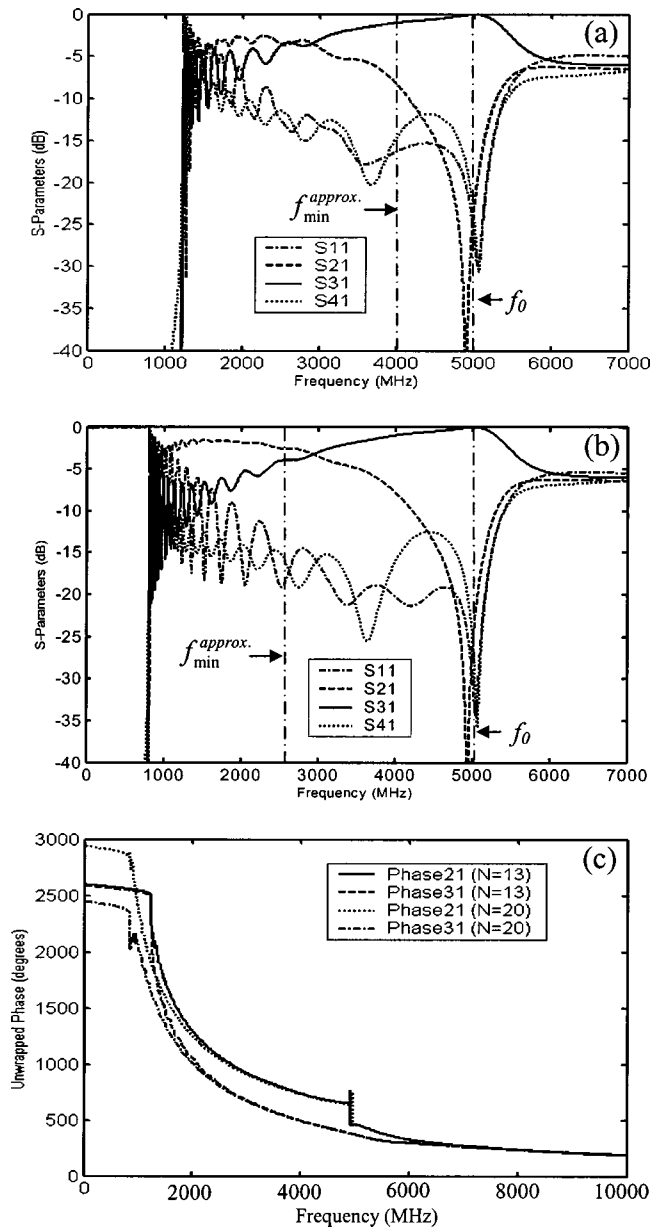 (a)
0
-5
-10
-15
-20
-25
-30
-35
-40
S-Parameters (dB)
f min approx.
S11
S21
S31
S41
f0
0 1000 2000 3000 4000 5000 6000 7000
Frequency (MHz)
(b)
0
-5
-10
-15
-20
-25
-30
-35
-40
S-Parameters (dB)
f min approx.
S11
S21
S31
S41
f0
0 1000 2000 3000 4000 5000 6000 7000
Frequency (MHz)
(c)
3000
2500
2000
1500
1000
500
0
Unwrapped Phase (degrees)
Phase21 (N=13)
Phase31 (N=13)
Phase21 (N=20)
Phase31 (N=20)
0 2000 4000 6000 8000 10000
Frequency (MHz)